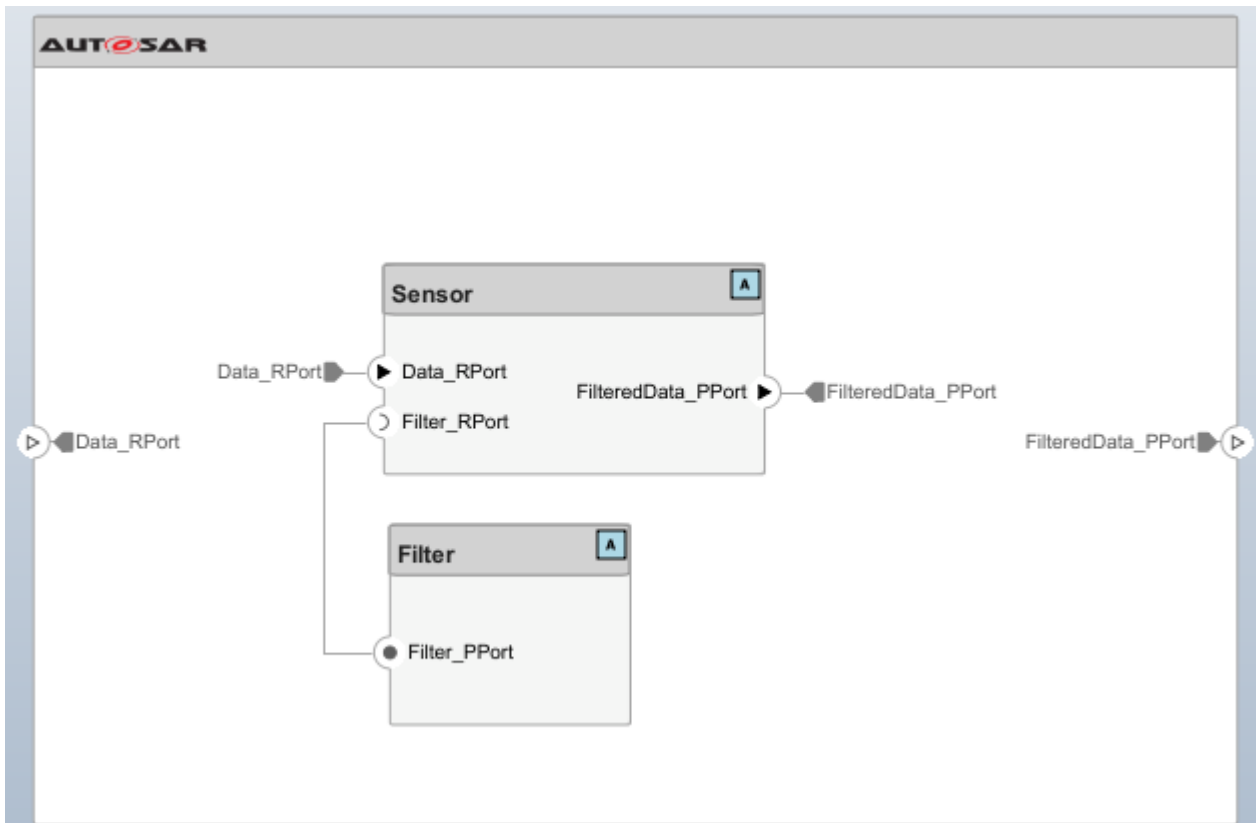 AUTOSAR
Sensor
A
Data_RPort
Data_RPort
FilteredData_PPort
FilteredData_PPort
Filter_RPort
Data_RPort
FilteredData_PPort
Filter
A
Filter_PPort